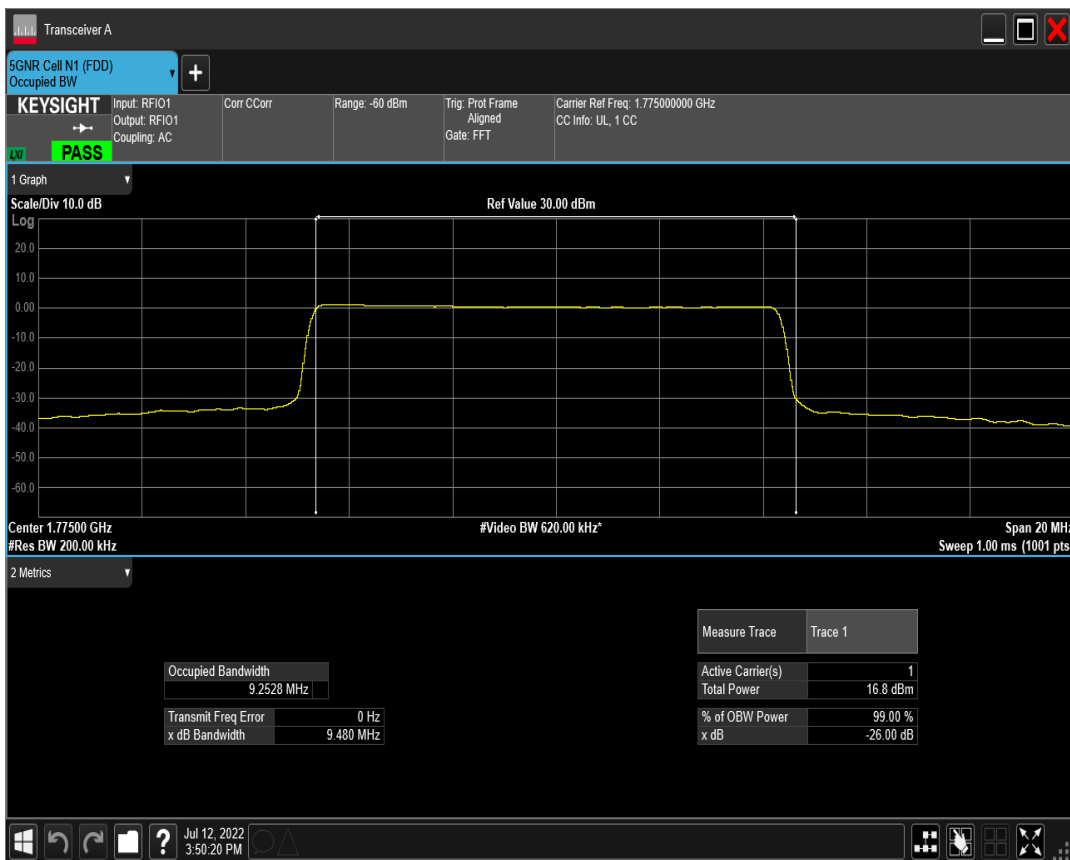 Transceiver A
5GNR Cell N1 (FDD)
Occupied BW
+
KEYSIGHT
LXI
PASS
Input: RFIO1
Output: RFIO1
Coupling: AC
Corr CCorr
Range: -60 dBm
Trig: Prot Frame
Aligned
Gate: FFT
Carrier Ref Freq: 1.775000000 GHz
CC Info: UL, 1 CC
1 Graph
Scale/Div 10.0 dB
Ref Value 30.00 dBm
Log
20.0
10.0
0.00
-10.0
-20.0
-30.0
-40.0
-50.0
-60.0
Center 1.77500 GHz
#Video BW 620.00 kHz*
Span 20 MHz
#Res BW 200.00 kHz
Sweep 1.00 ms (1001 pts
2 Metrics
Measure Trace Trace 1
Occupied Bandwidth
9.2528 MHz
Active Carrier(s) 1
Total Power 16.8 dBm
Transmit Freq Error 0 Hz
x dB Bandwidth 9.480 MHz
% of OBW Power 99.00 %
x dB -26.00 dB
?
Jul 12, 2022
3:50:20 PM